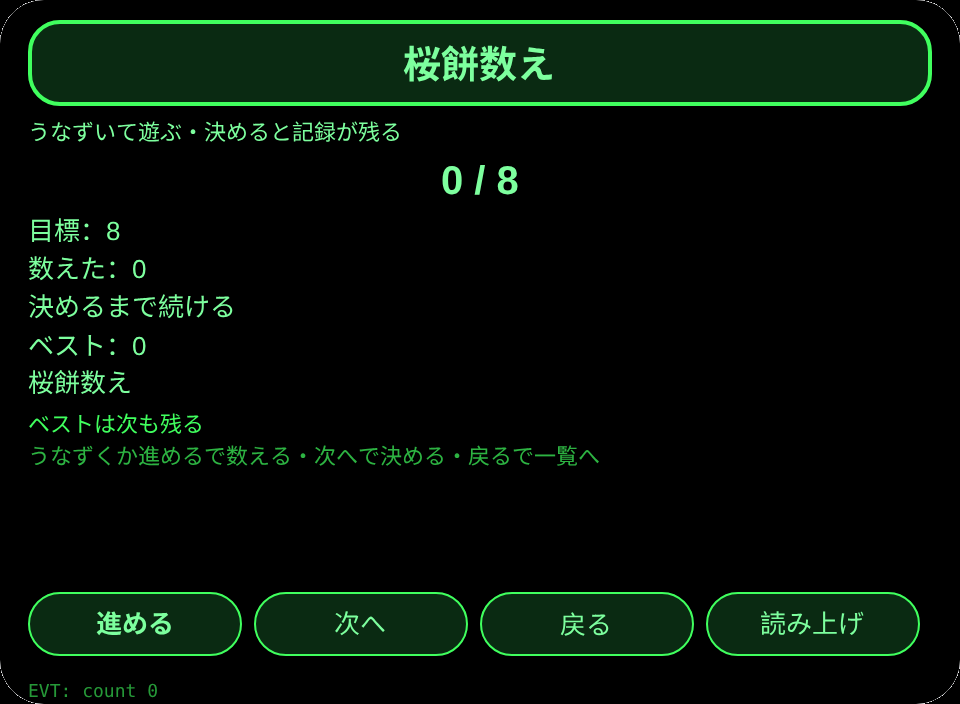 桜餅数え
うなずいて遊ぶ・決めると記録が残る
0 / 8
目標: 8
数えた: 0
決めるまで続ける
ベスト: 0
桜餅数え
ベストは次も残る
うなずくか進めるで数える・次へで決める・戻るで一覧へ
進める
次へ
戻る
読み上げ
EVT: count 0